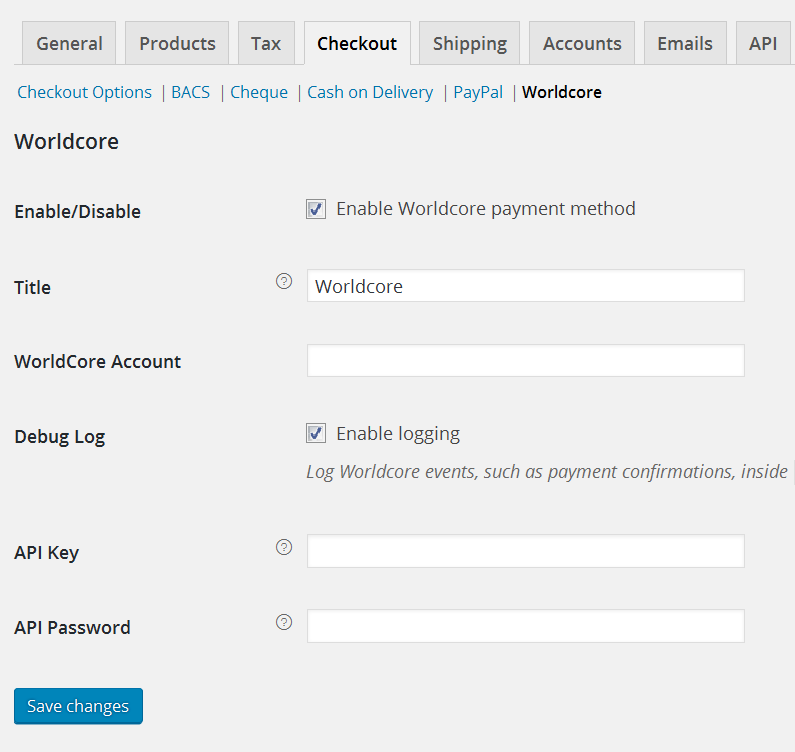 General Products Tax Checkout Shipping Accounts Emails API
Checkout Options | BACS | Cheque | Cash on Delivery | PayPal | Worldcore
Worldcore
Enable/Disable Enable Worldcore payment method
Title ? Worldcore
WorldCore Account
Debug Log Enable logging
Log Worldcore events, such as payment confirmations, inside
API Key ?
API Password ?
Save changes